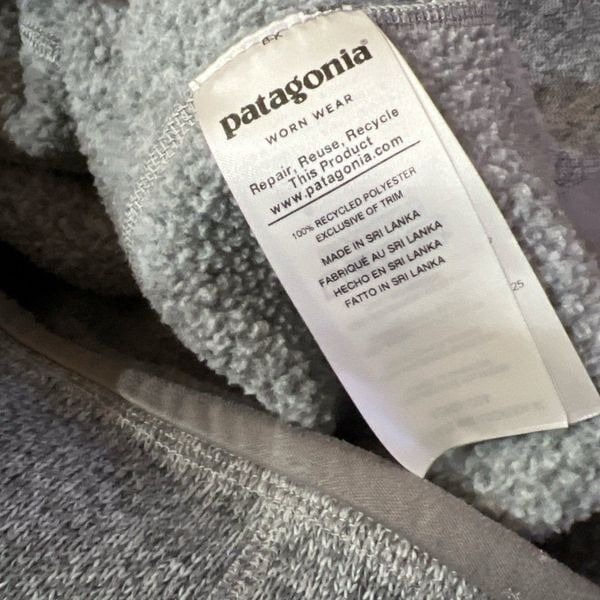 patagonia
WORN WEAR
Repair, Reuse, Recycle
This Product
www.patagonia.com
100% RECYCLED POLYESTER
EXCLUSIVE OF TRIM
MADE IN SRI LANKA
FABRIQUÉ AU SRI LANKA
HECHO EN SRI LANKA
FATTO IN SRI LANKA
25